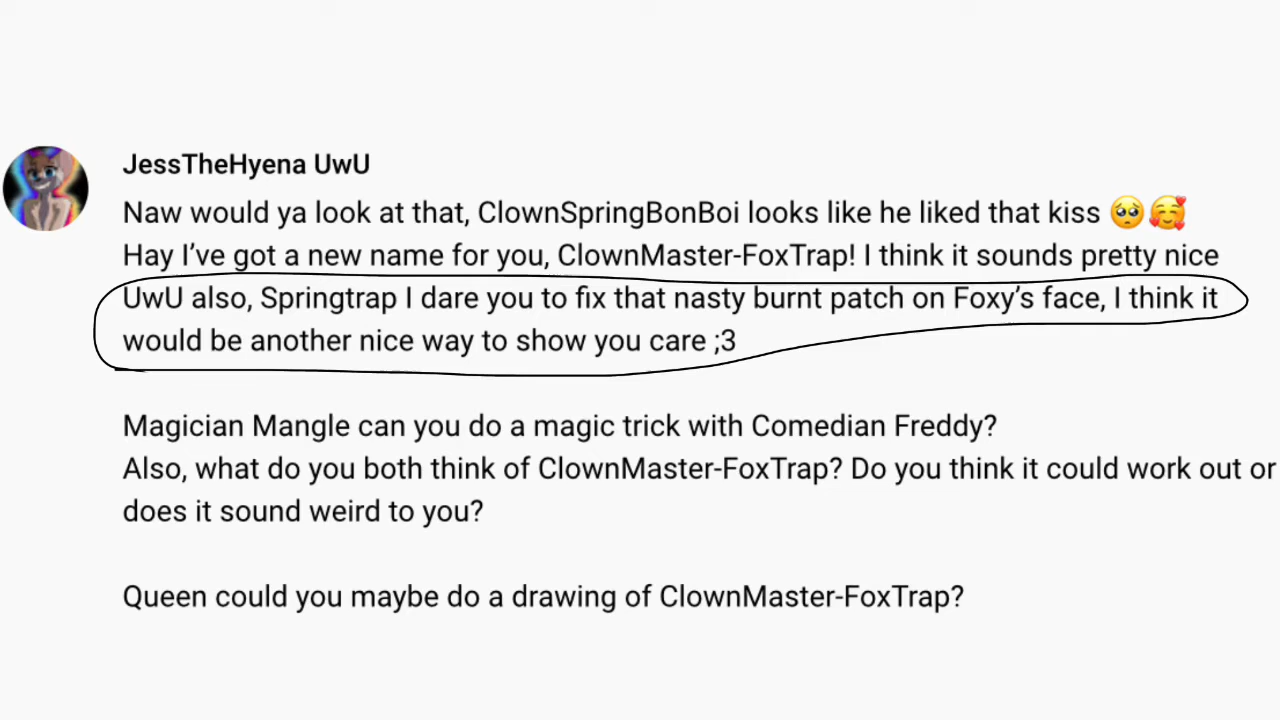 JessTheHyena UwU
Naw would ya look at that, ClownSpringBonBoi looks like he liked that kiss 🥺🥰
Hay I’ve got a new name for you, ClownMaster-FoxTrap! I think it sounds pretty nice
UwU also, Springtrap I dare you to fix that nasty burnt patch on Foxy’s face, I think it
would be another nice way to show you care ;3
Magician Mangle can you do a magic trick with Comedian Freddy?
Also, what do you both think of ClownMaster-FoxTrap? Do you think it could work out or
does it sound weird to you?
Queen could you maybe do a drawing of ClownMaster-FoxTrap?